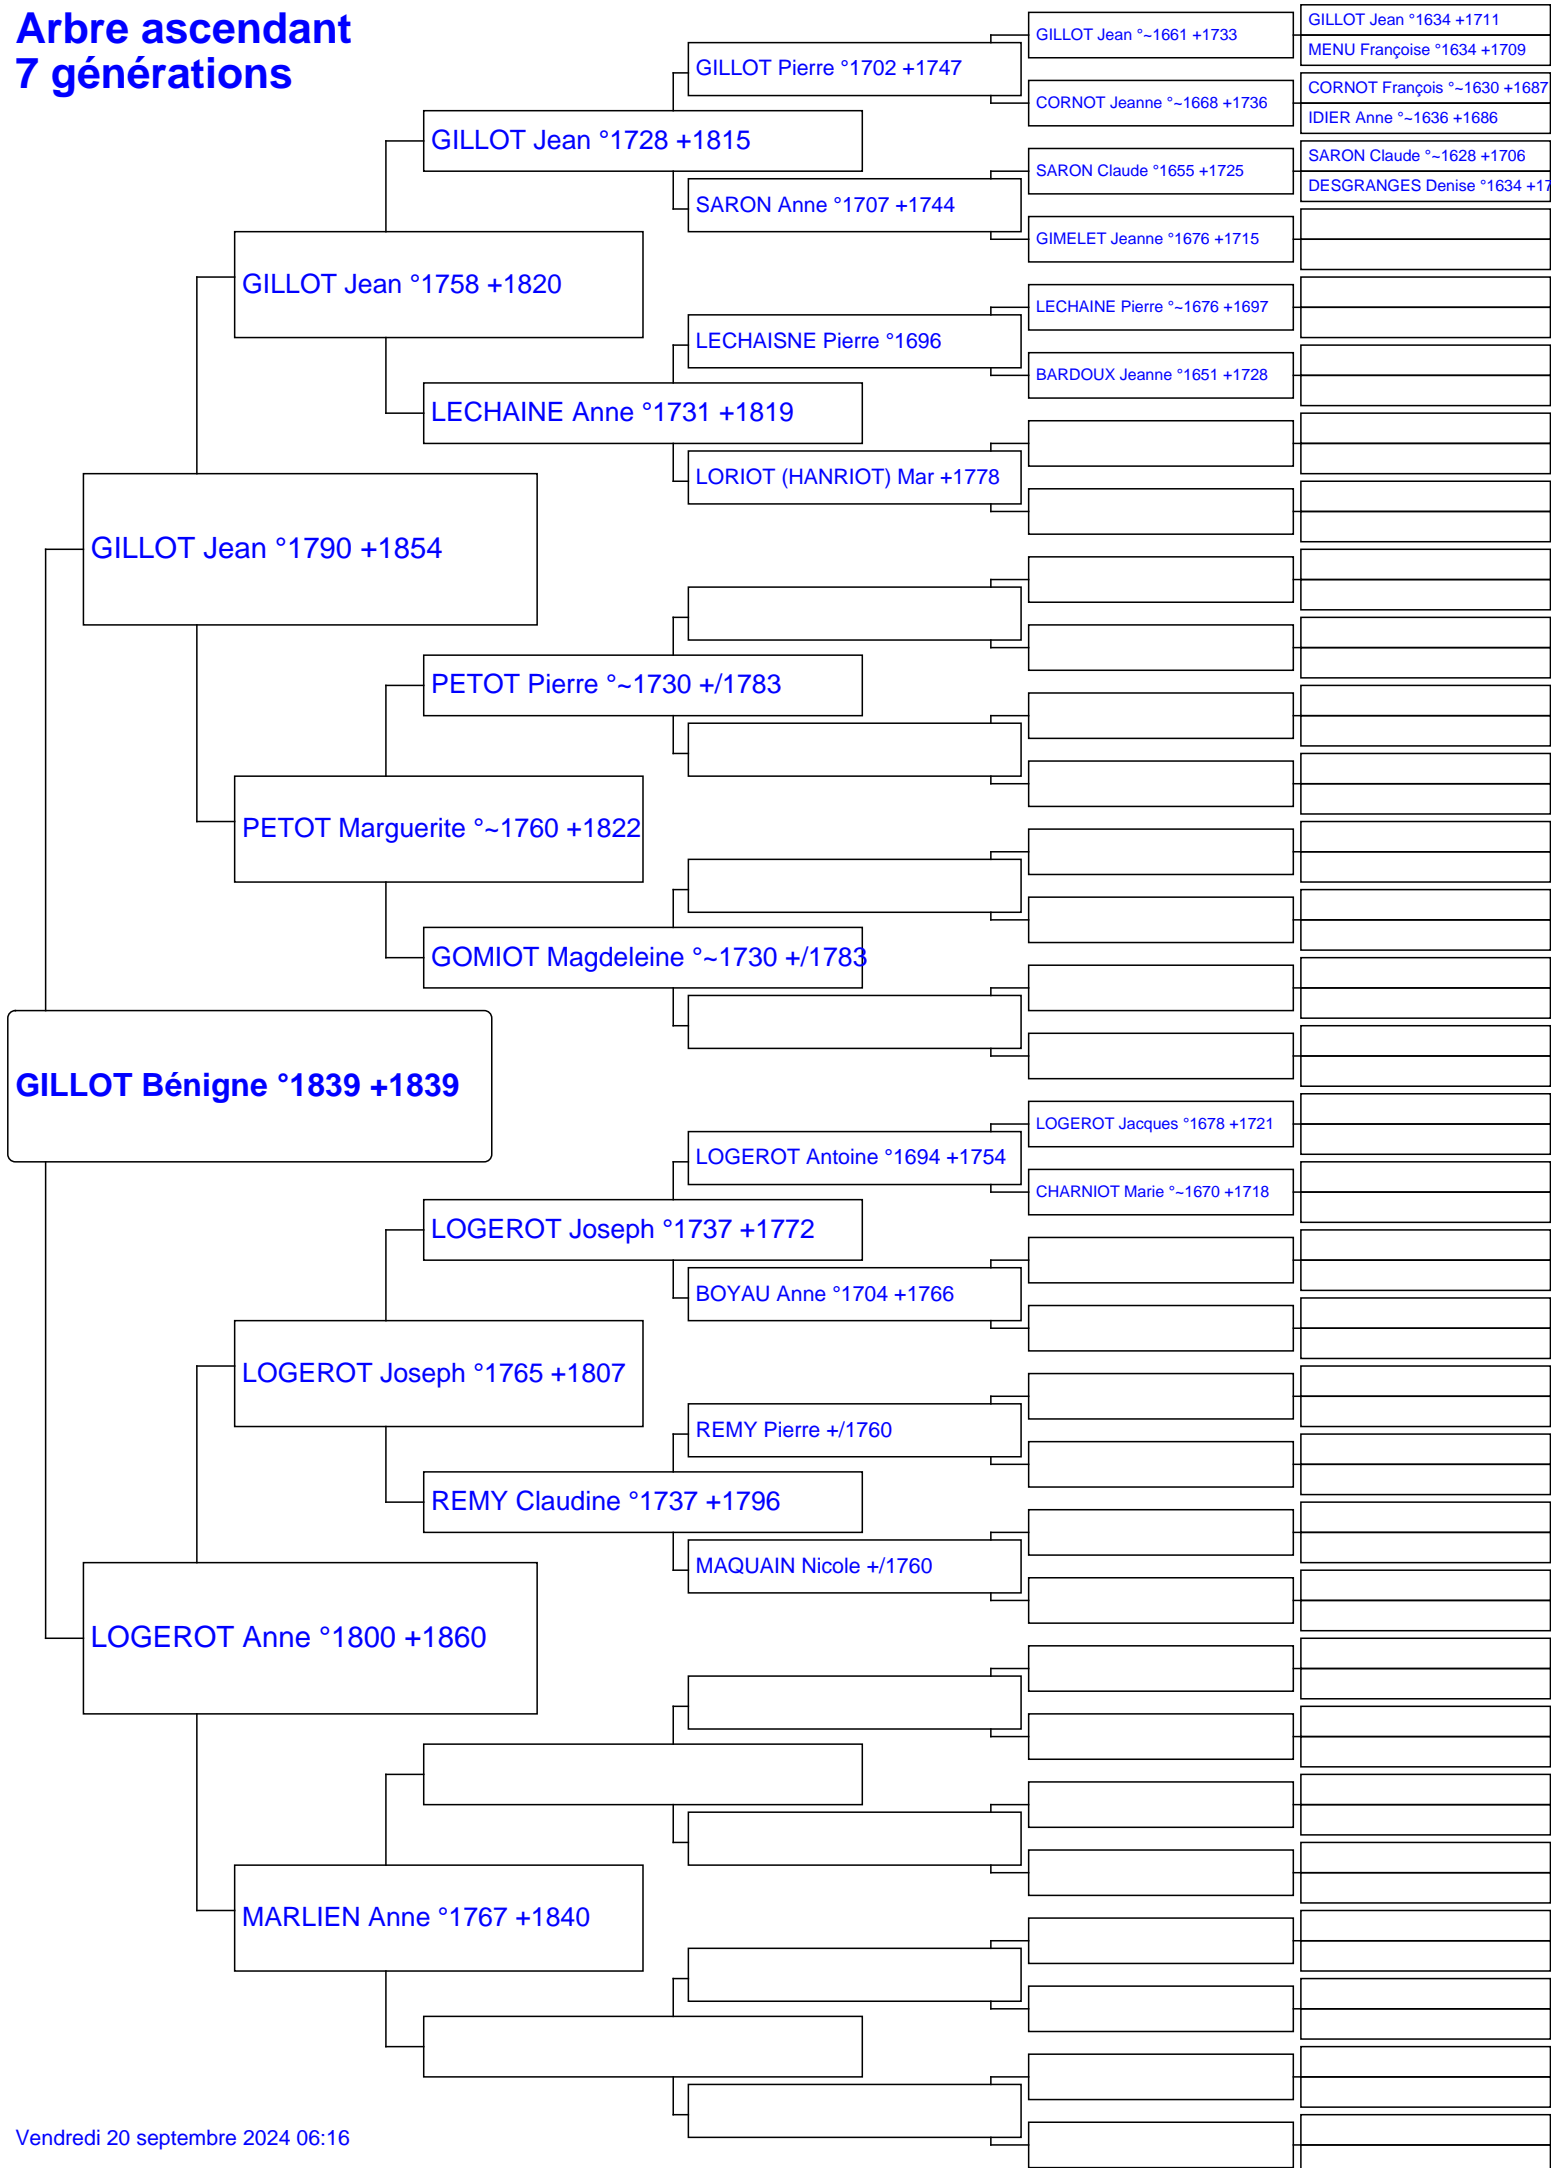 Arbre ascendant
7 générations
GILLOT Bénigne °1839 +1839
GILLOT Jean °1790 +1854
LOGEROT Anne °1800 +1860
GILLOT Jean °1758 +1820
PETOT Marguerite °~1760 +1822
LOGEROT Joseph °1765 +1807
MARLIEN Anne °1767 +1840
GILLOT Jean °1728 +1815
LECHAINE Anne °1731 +1819
PETOT Pierre °~1730 +/1783
GOMIOT Magdeleine °~1730 +/1783
LOGEROT Joseph °1737 +1772
REMY Claudine °1737 +1796
GILLOT Pierre °1702 +1747
SARON Anne °1707 +1744
LECHAISNE Pierre °1696
LORIOT (HANRIOT) Mar +1778
LOGEROT Antoine °1694 +1754
BOYAU Anne °1704 +1766
REMY Pierre +/1760
MAQUAIN Nicole +/1760
GILLOT Jean °~1661 +1733
CORNOT Jeanne °~1668 +1736
SARON Claude °1655 +1725
GIMELET Jeanne °1676 +1715
LECHAINE Pierre °~1676 +1697
BARDOUX Jeanne °1651 +1728
LOGEROT Jacques °1678 +1721
CHARNIOT Marie °~1670 +1718
GILLOT Jean °1634 +1711
MENU Françoise °1634 +1709
CORNOT François °~1630 +1687
IDIER Anne °~1636 +1686
SARON Claude °~1628 +1706
DESGRANGES Denise °1634 +17
Vendredi 20 septembre 2024 06:16